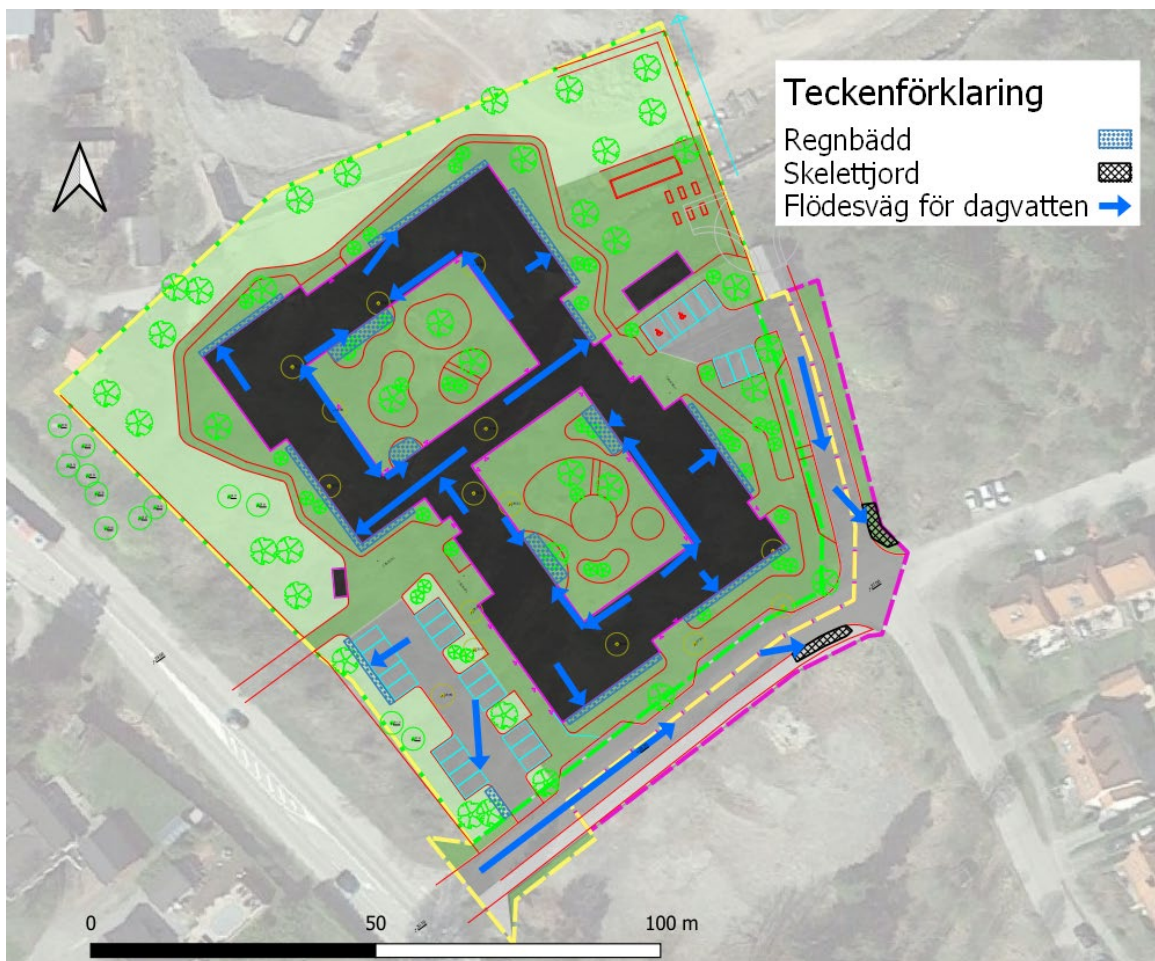 Teckenförklaring
Regnbädd
Skelettjord
Flödesväg för dagvatten
0 50 100 m